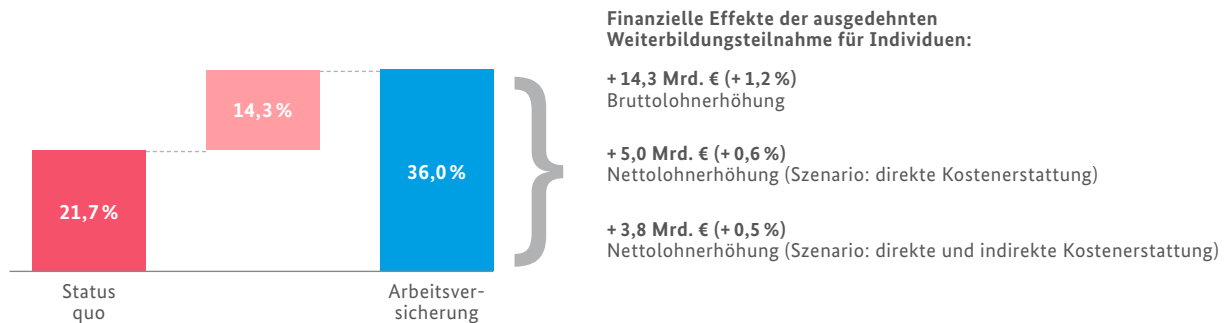 21,7 %
14,3 %
36,0 %
Status
quo
Arbeitsver-
sicherung
Finanzielle Effekte der ausgedehnten
Weiterbildungsteilnahme für Individuen:
+ 14,3 Mrd. € (+ 1,2 %)
Bruttolohnerhöhung
+ 5,0 Mrd. € (+ 0,6 %)
Nettolohnerhöhung (Szenario: direkte Kostenerstattung)
+ 3,8 Mrd. € (+ 0,5 %)
Nettolohnerhöhung (Szenario: direkte und indirekte Kostenerstattung)